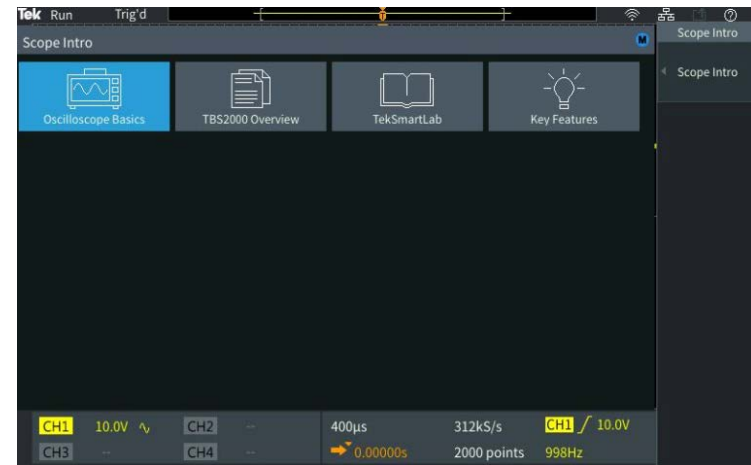 Tek Run Trig'd
Scope Intro M Scope Intro
Scope Intro
Oscilloscope Basics TBS2000 Overview TekSmartLab Key Features
CH1 10.0V CH2 -- 400µs 312kS/s CH1 10.0V
CH3 -- CH4 -- 0.00000s 2000 points 998Hz